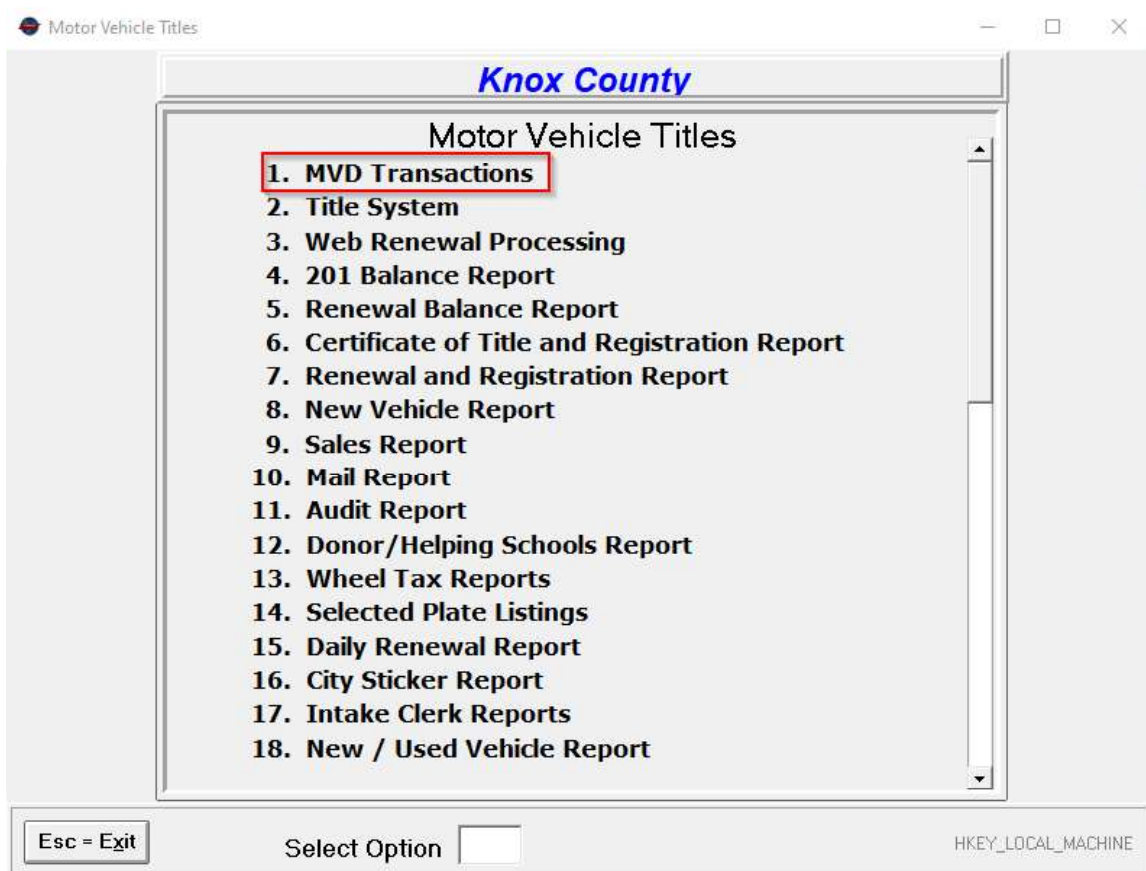 Motor Vehicle Titles
Knox County
Motor Vehicle Titles
1. MVD Transactions
2. Title System
3. Web Renewal Processing
4. 201 Balance Report
5. Renewal Balance Report
6. Certificate of Title and Registration Report
7. Renewal and Registration Report
8. New Vehicle Report
9. Sales Report
10. Mail Report
11. Audit Report
12. Donor/Helping Schools Report
13. Wheel Tax Reports
14. Selected Plate Listings
15. Daily Renewal Report
16. City Sticker Report
17. Intake Clerk Reports
18. New / Used Vehicle Report
Esc = Exit Select Option HKEY_LOCAL_MACHINE